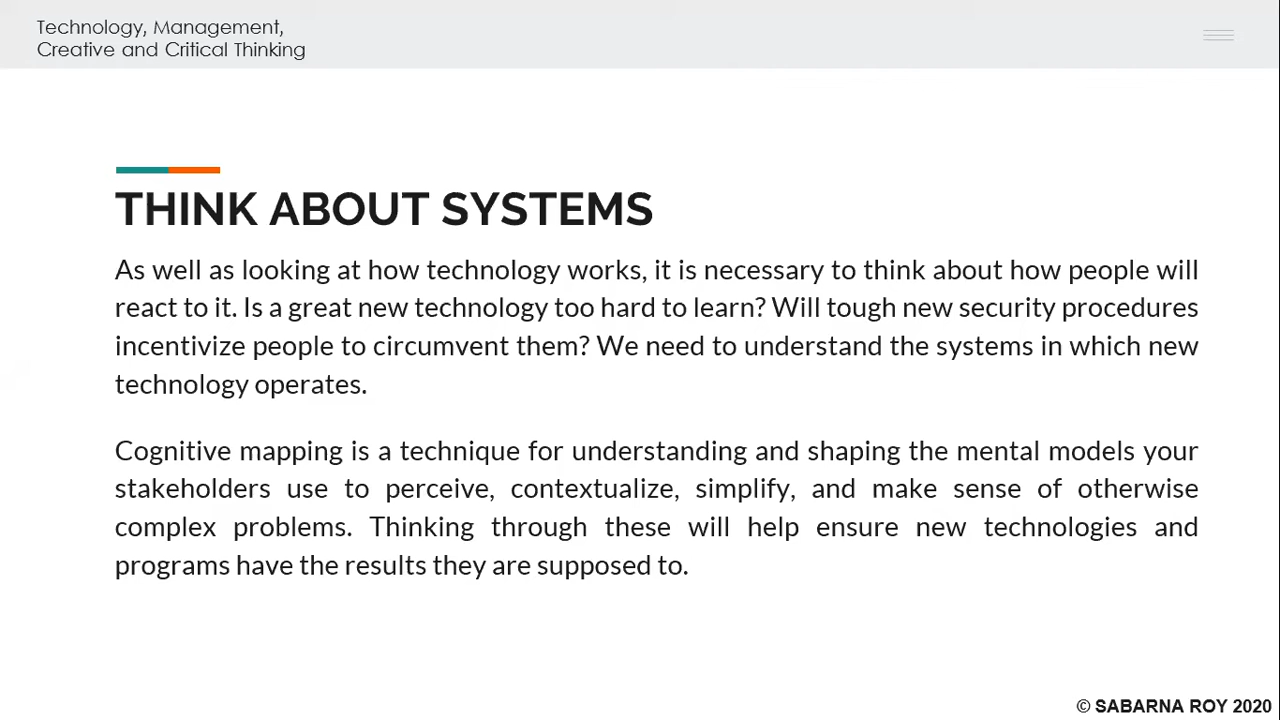 Technology, Management,
Creative and Critical Thinking
THINK ABOUT SYSTEMS
As well as looking at how technology works, it is necessary to think about how people will
react to it. Is a great new technology too hard to learn? Will tough new security procedures
incentivize people to circumvent them? We need to understand the systems in which new
technology operates.
Cognitive mapping is a technique for understanding and shaping the mental models your
stakeholders use to perceive, contextualize, simplify, and make sense of otherwise
complex problems. Thinking through these will help ensure new technologies and
programs have the results they are supposed to.
© SABARNA ROY 2020